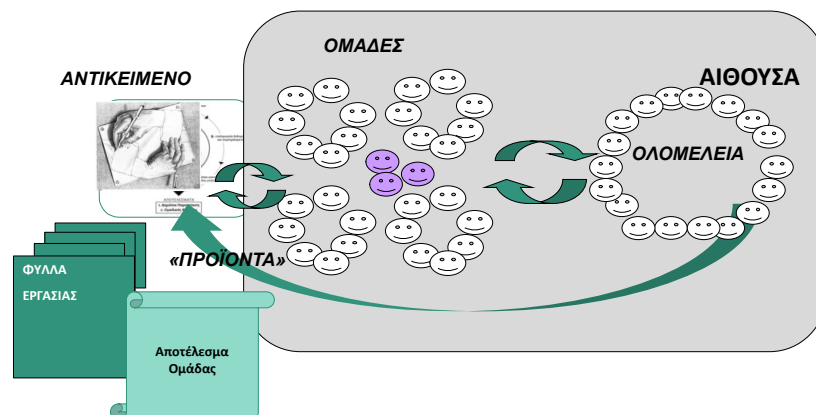 ΟΜΑΔΕΣ
ΑΝΤΙΚΕΙΜΕΝΟ
ΑΙΘΟΥΣΑ
ΟΛΟΜΕΛΕΙΑ
«ΠΡΟΪΟΝΤΑ»
ΦΥΛΛΑ
ΕΡΓΑΣΙΑΣ
Αποτέλεσμα
Ομάδας